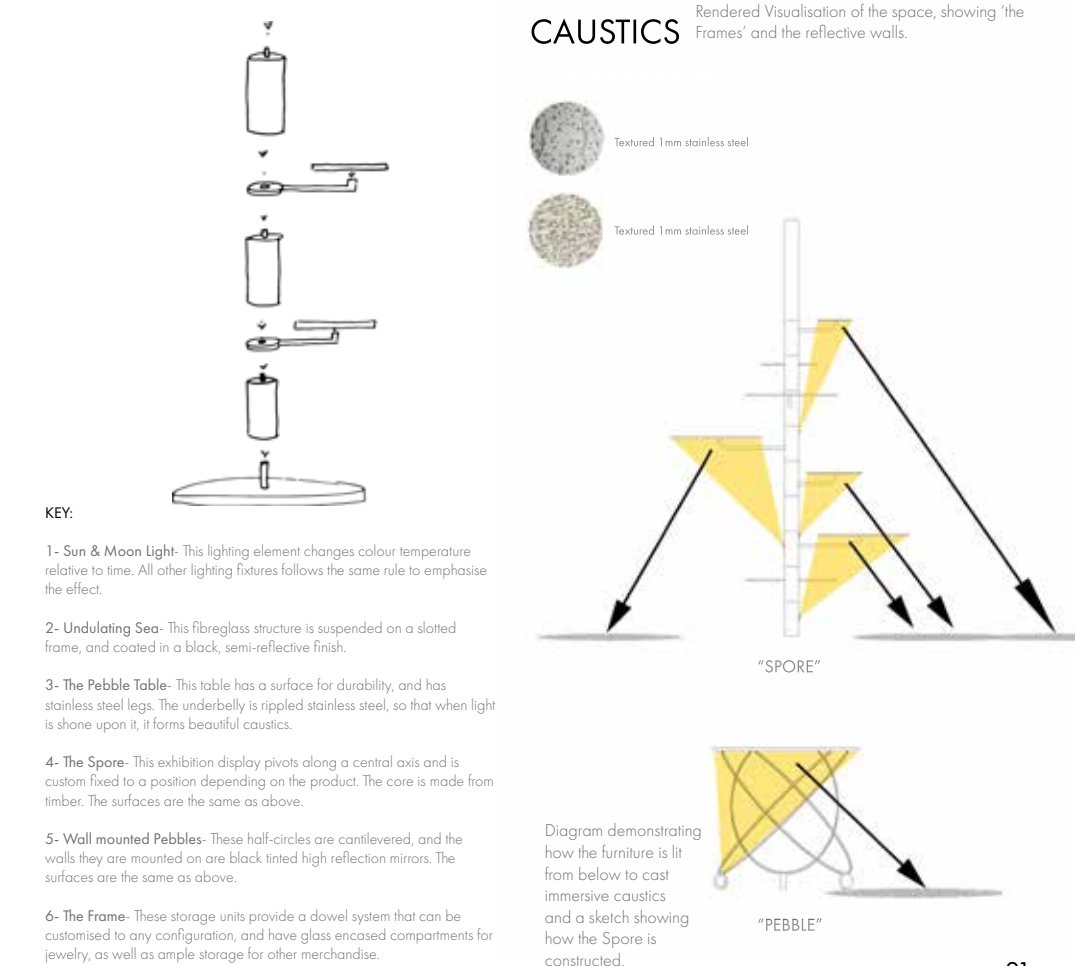 CAUSTICS
Rendered Visualisation of the space, showing ‘the
Frames’ and the reflective walls.
Textured 1mm stainless steel
Textured 1mm stainless steel
KEY:
1- Sun & Moon Light- This lighting element changes colour temperature
relative to time. All other lighting fixtures follows the same rule to emphasise
the effect.
2- Undulating Sea- This fibreglass structure is suspended on a slotted
frame, and coated in a black, semi-reflective finish.
3- The Pebble Table- This table has a surface for durability, and has
stainless steel legs. The underbelly is rippled stainless steel, so that when light
is shone upon it, it forms beautiful caustics.
4- The Spore- This exhibition display pivots along a central axis and is
custom fixed to a position depending on the product. The core is made from
timber. The surfaces are the same as above.
5- Wall mounted Pebbles- These half-circles are cantilevered, and the
walls they are mounted on are black tinted high reflection mirrors. The
surfaces are the same as above.
6- The Frame- These storage units provide a dowel system that can be
customised to any configuration, and have glass encased compartments for
jewelry, as well as ample storage for other merchandise.
“SPORE”
Diagram demonstrating
how the furniture is lit
from below to cast
immersive caustics
and a sketch showing
how the Spore is
constructed.
“PEBBLE”